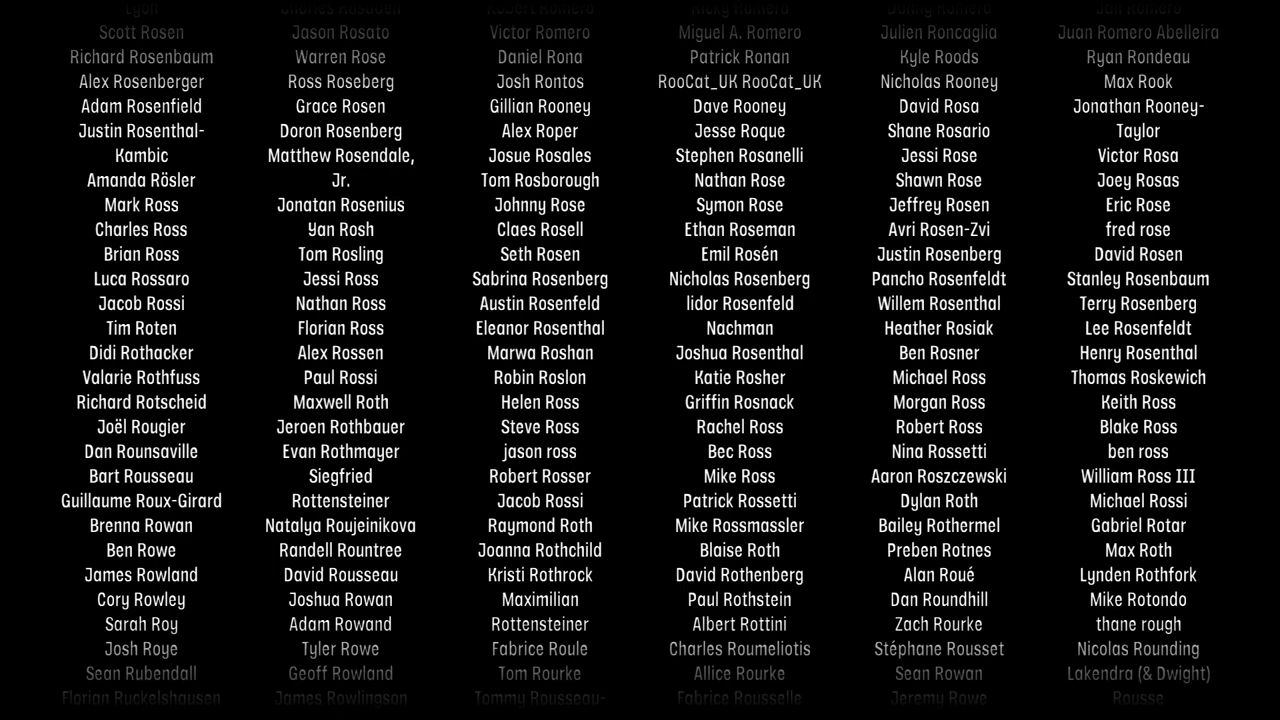 Lyon
Scott Rosen
Richard Rosenbaum
Alex Rosenberger
Adam Rosenfield
Justin Rosenthal-
Kambic
Amanda Rösler
Mark Ross
Charles Ross
Brian Ross
Luca Rossaro
Jacob Rossi
Tim Roten
Didi Rothacker
Valarie Rothfuss
Richard Rotscheid
Joël Rougier
Dan Rounsaville
Bart Rousseau
Guillaume Roux-Girard
Brenna Rowan
Ben Rowe
James Rowland
Cory Rowley
Sarah Roy
Josh Roye
Sean Rubendall
Florian Ruckelshausen
Jason Rosato
Warren Rose
Ross Roseberg
Grace Rosen
Doron Rosenberg
Matthew Rosendale,
Jr.
Jonatan Rosenius
Yan Rosh
Tom Rosling
Jessi Ross
Nathan Ross
Florian Ross
Alex Rossen
Paul Rossi
Maxwell Roth
Jeroen Rothbauer
Evan Rothmayer
Siegfried
Rottensteiner
Natalya Roujeinikova
Randell Rountree
David Rousseau
Joshua Rowan
Adam Rowand
Tyler Rowe
Geoff Rowland
James Rowlingson
Victor Romero
Daniel Rona
Josh Rontos
Gillian Rooney
Alex Roper
Josue Rosales
Tom Rosborough
Johnny Rose
Claes Rosell
Seth Rosen
Sabrina Rosenberg
Austin Rosenfeld
Eleanor Rosenthal
Marwa Roshan
Robin Roslon
Helen Ross
Steve Ross
jason ross
Robert Rosser
Jacob Rossi
Raymond Roth
Joanna Rothchild
Kristi Rothrock
Maximilian
Rottensteiner
Fabrice Roule
Tom Rourke
Tommy Rousseau-
Miguel A. Romero
Patrick Ronan
RooCat_UK RooCat_UK
Dave Rooney
Jesse Roque
Stephen Rosanelli
Nathan Rose
Symon Rose
Ethan Roseman
Emil Rosén
Nicholas Rosenberg
lidor Rosenfeld
Nachman
Joshua Rosenthal
Katie Rosher
Griffin Rosnack
Rachel Ross
Bec Ross
Mike Ross
Patrick Rossetti
Mike Rossmassler
Blaise Roth
David Rothenberg
Paul Rothstein
Albert Rottini
Charles Roumeliotis
Allice Rourke
Fabrice Rousselle
Julien Roncaglia
Kyle Roods
Nicholas Rooney
David Rosa
Shane Rosario
Jessi Rose
Shawn Rose
Jeffrey Rosen
Avri Rosen-Zvi
Justin Rosenberg
Pancho Rosenfeldt
Willem Rosenthal
Heather Rosiak
Ben Rosner
Michael Ross
Morgan Ross
Robert Ross
Nina Rossetti
Aaron Roszczewski
Dylan Roth
Bailey Rothermel
Preben Rotnes
Alan Roué
Dan Roundhill
Zach Rourke
Stéphane Rousset
Sean Rowan
Jeremy Rowe
Juan Romero Abelleira
Ryan Rondeau
Max Rook
Jonathan Rooney-
Taylor
Victor Rosa
Joey Rosas
Eric Rose
fred rose
David Rosen
Stanley Rosenbaum
Terry Rosenberg
Lee Rosenfeldt
Henry Rosenthal
Thomas Roskewich
Keith Ross
Blake Ross
ben ross
William Ross III
Michael Rossi
Gabriel Rotar
Max Roth
Lynden Rothfork
Mike Rotondo
thane rough
Nicolas Rounding
Lakendra (& Dwight)
Rouse